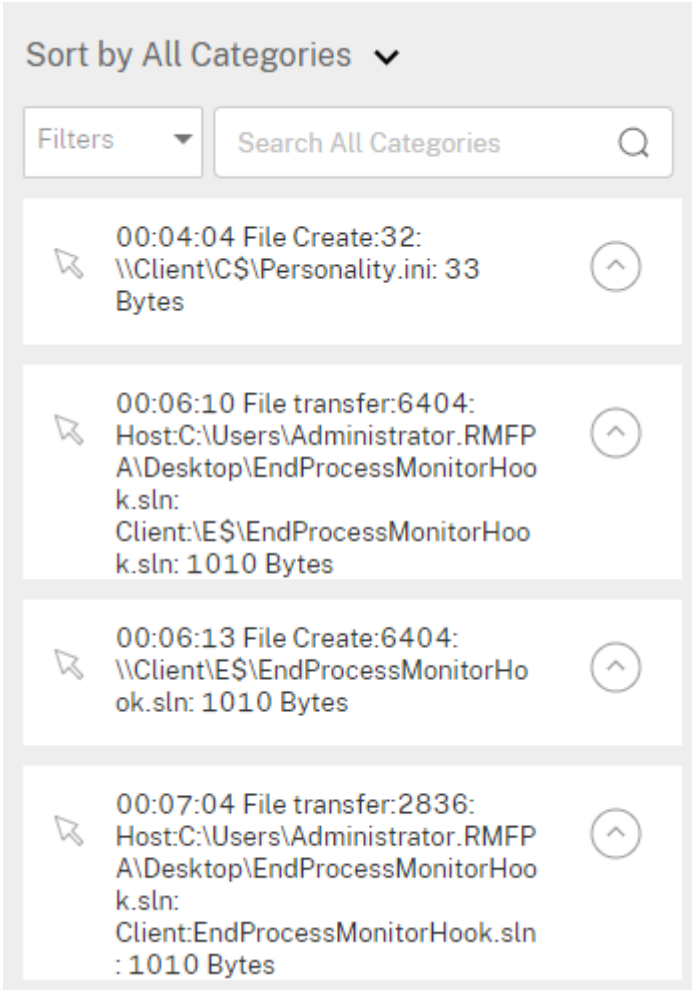 Sort by All Categories
Filters
Search All Categories
00:04:04 File Create:32:
\\Client\C$\Personality.ini: 33
Bytes
00:06:10 File transfer:6404:
Host:C:\Users\Administrator.RMFP
A\Desktop\EndProcessMonitorHoo
k.sln:
Client:\E$\EndProcessMonitorHoo
k.sln: 1010 Bytes
00:06:13 File Create:6404:
\\Client\E$\EndProcessMonitorHo
ok.sln: 1010 Bytes
00:07:04 File transfer:2836:
Host:C:\Users\Administrator.RMFP
A\Desktop\EndProcessMonitorHoo
k.sln:
Client:EndProcessMonitorHook.sln
: 1010 Bytes